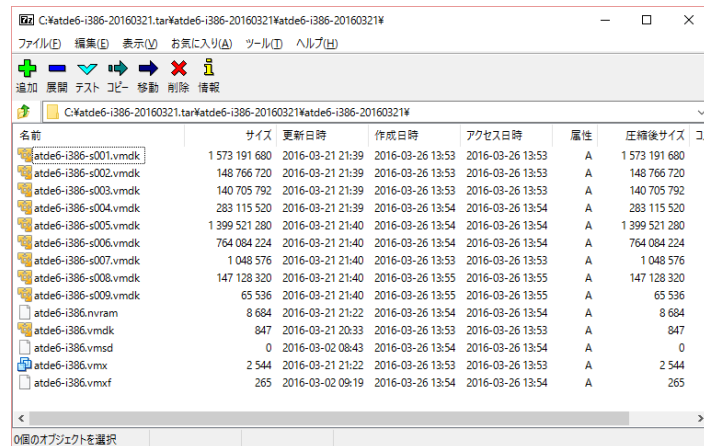 C:¥atde6-i386-20160321.tar¥atde6-i386-20160321¥atde6-i386-20160321¥
ファイル(F) 編集(E) 表示(V) お気に入り(A) ツール(T) ヘルプ(H)
追加 展開 テスト コピー 移動 削除 情報
C:¥atde6-i386-20160321.tar¥atde6-i386-20160321¥atde6-i386-20160321¥
名前 サイズ 更新日時 作成日時 アクセス日時 属性 圧縮後サイズ
atde6-i386-s001.vmdk 1 573 191 680 2016-03-21 21:39 2016-03-26 13:53 2016-03-26 13:53 A 1 573 191 680
atde6-i386-s002.vmdk 148 766 720 2016-03-21 21:39 2016-03-26 13:53 2016-03-26 13:53 A 148 766 720
atde6-i386-s003.vmdk 140 705 792 2016-03-21 21:39 2016-03-26 13:53 2016-03-26 13:53 A 140 705 792
atde6-i386-s004.vmdk 283 115 520 2016-03-21 21:39 2016-03-26 13:54 2016-03-26 13:54 A 283 115 520
atde6-i386-s005.vmdk 1 399 521 280 2016-03-21 21:40 2016-03-26 13:54 2016-03-26 13:54 A 1 399 521 280
atde6-i386-s006.vmdk 764 084 224 2016-03-21 21:40 2016-03-26 13:54 2016-03-26 13:54 A 764 084 224
atde6-i386-s007.vmdk 1 048 576 2016-03-21 21:40 2016-03-26 13:53 2016-03-26 13:53 A 1 048 576
atde6-i386-s008.vmdk 147 128 320 2016-03-21 21:40 2016-03-26 13:55 2016-03-26 13:55 A 147 128 320
atde6-i386-s009.vmdk 65 536 2016-03-21 21:40 2016-03-26 13:55 2016-03-26 13:55 A 65 536
atde6-i386.nvram 8 684 2016-03-21 21:22 2016-03-26 13:54 2016-03-26 13:54 A 8 684
atde6-i386.vmdk 847 2016-03-21 20:33 2016-03-26 13:53 2016-03-26 13:53 A 847
atde6-i386.vmsd 0 2016-03-02 08:43 2016-03-26 13:54 2016-03-26 13:54 A 0
atde6-i386.vmx 2 544 2016-03-21 21:22 2016-03-26 13:53 2016-03-26 13:53 A 2 544
atde6-i386.vmxf 265 2016-03-02 09:19 2016-03-26 13:54 2016-03-26 13:54 A 265
0個のオブジェクトを選択